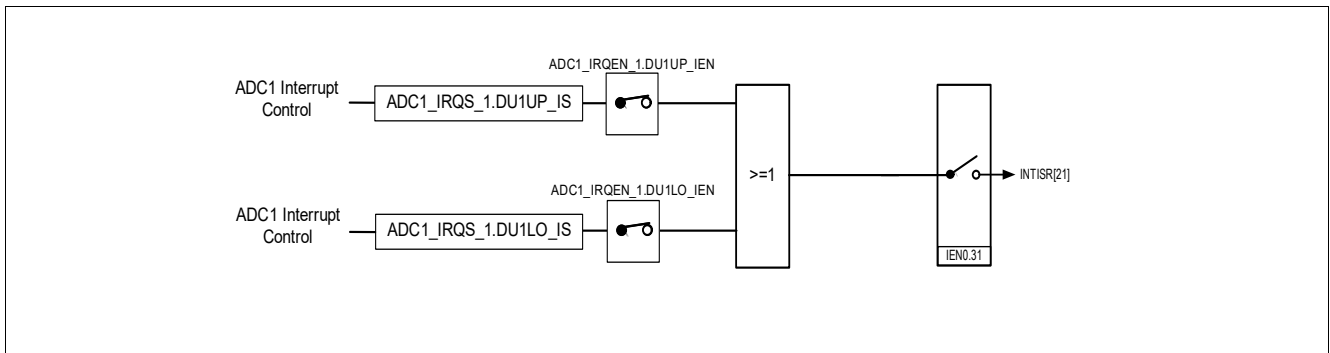 ADC1_IRQEN_1.DU1UP_IEN
ADC1 Interrupt
Control
ADC1_IRQS_1.DU1UP_IS
>=1
INTISR[21]
ADC1_IRQEN_1.DU1LO_IEN
ADC1 Interrupt
Control
ADC1_IRQS_1.DU1LO_IS
IEN0.31